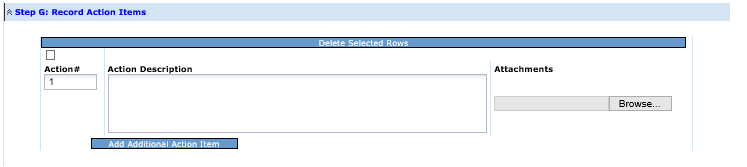 Step G: Record Action Items
Delete Selected Rows
Action# Action Description Attachments
1
Browse...
Add Additional Action Item